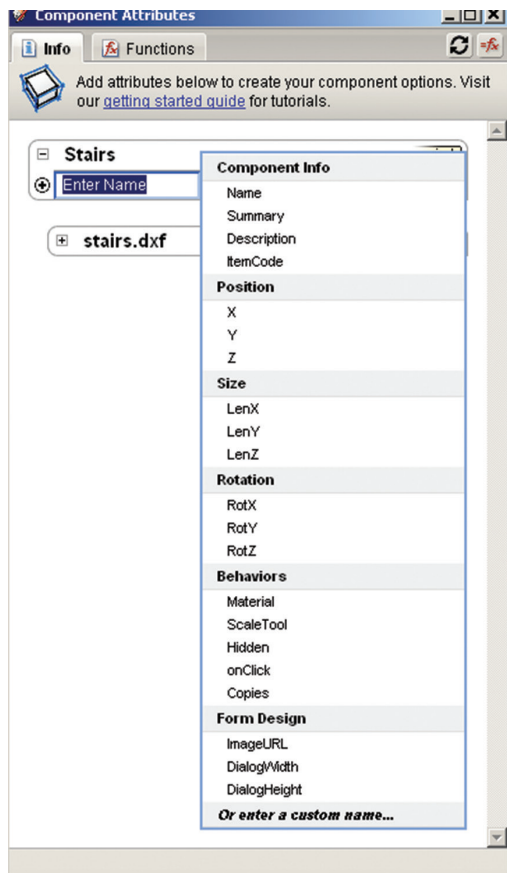 Component Attributes
Info
Functions
=fx
Add attributes below to create your component options. Visit
our getting started guide for tutorials.
Stairs
Enter Name
stairs.dxf
Component Info
Name
Summary
Description
ItemCode
Position
X
Y
Z
Size
LenX
LenY
LenZ
Rotation
RotX
RotY
RotZ
Behaviors
Material
ScaleTool
Hidden
onClick
Copies
Form Design
ImageURL
DialogWidth
DialogHeight
Or enter a custom name...